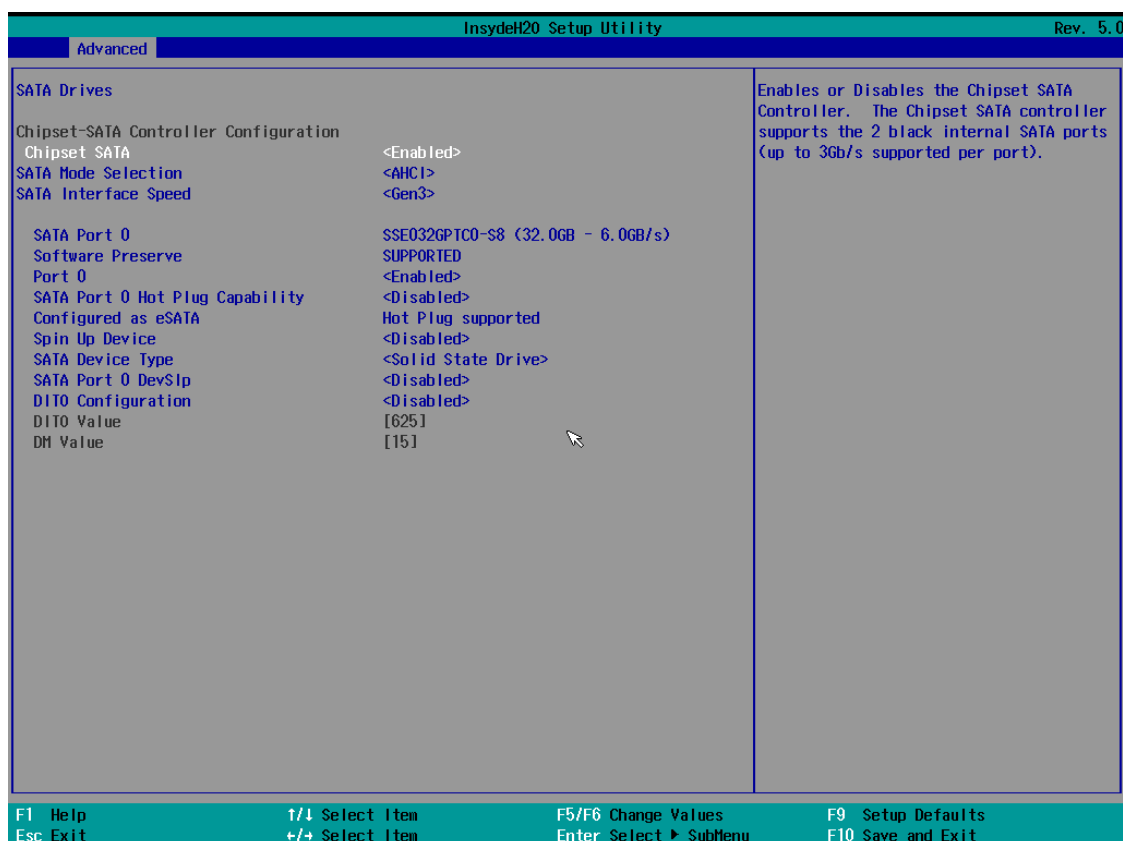 InsydeH20 Setup Utility Rev. 5.0
Advanced
SATA Drives
Chipset-SATA Controller Configuration
Chipset SATA <Enabled>
SATA Mode Selection <AHCI>
SATA Interface Speed <Gen3>
SATA Port 0 SSE032GPTC0-S8 (32.0GB - 6.0GB/s)
Software Preserve SUPPORTED
Port 0 <Enabled>
SATA Port 0 Hot Plug Capability <Disabled>
Configured as eSATA Hot Plug supported
Spin Up Device <Disabled>
SATA Device Type <Solid State Drive>
SATA Port 0 DevSlp <Disabled>
DITO Configuration <Disabled>
DITO Value [625]
DM Value [15]
Enables or Disables the Chipset SATA
Controller. The Chipset SATA controller
supports the 2 black internal SATA ports
(up to 3Gb/s supported per port).
F1 Help ↑/↓ Select Item F5/F6 Change Values F9 Setup Defaults
Esc Exit ←/→ Select Item Enter Select ▶ SubMenu F10 Save and Exit